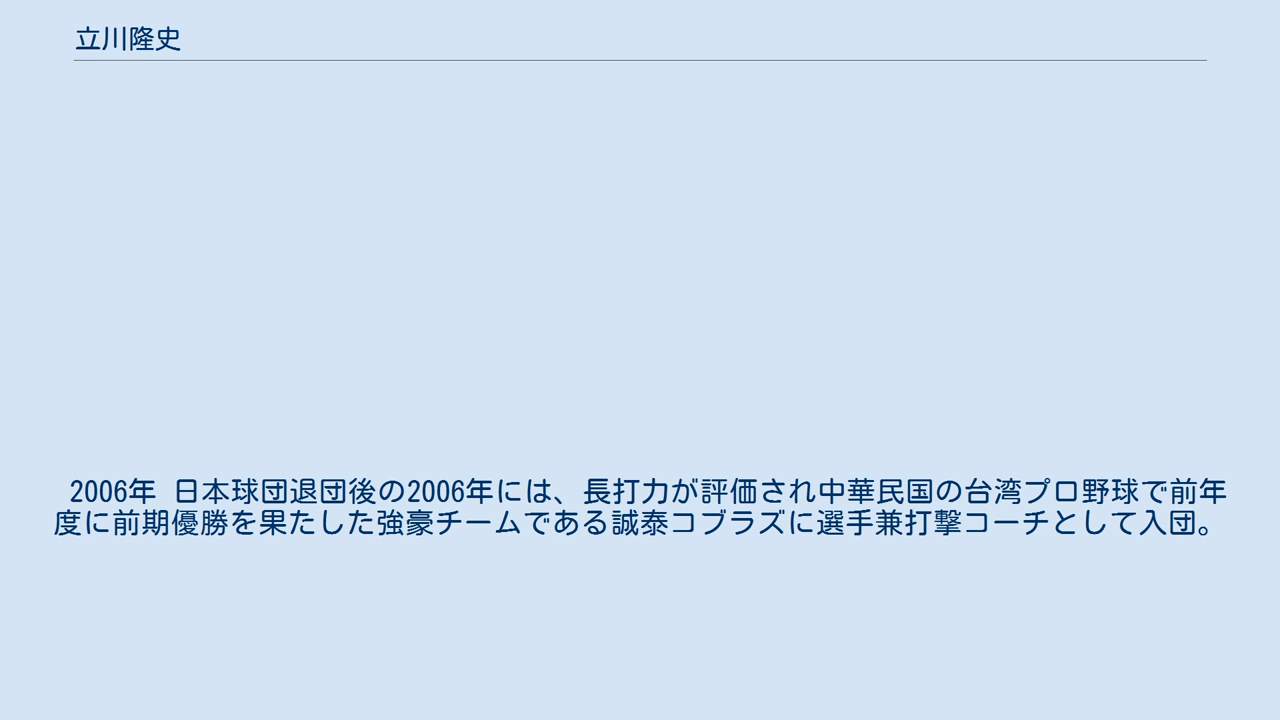 立川隆史
2006年 日本球団退団後の2006年には、長打力が評価され中華民国の台湾プロ野球で前年
度に前期優勝を果たした強豪チームである誠泰コブラズに選手兼打撃コーチとして入団。